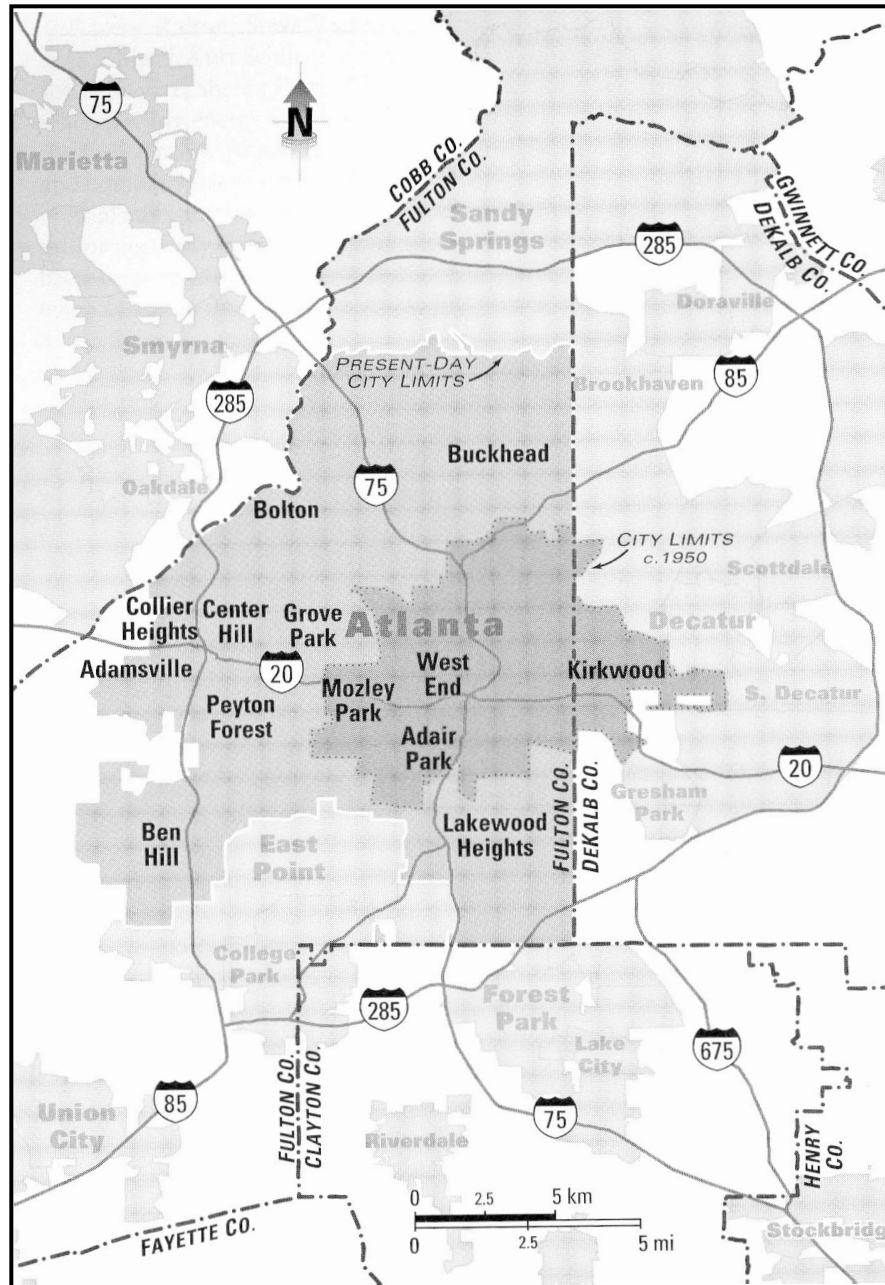 75
N
Marietta
COBB CO.
FULTON CO.
Sandy
Springs
285
GWINNETT CO.
DEKALB CO.
Doraville
Smyrna
PRESENT-DAY
CITY LIMITS
Brookhaven
85
285
Buckhead
75
Oakdale
Bolton
CITY LIMITS
c.1950
Scottdale
Collier
Heights
Center
Hill
Grove
Park
Atlanta
Decatur
Adamsville
20
West
End
Kirkwood
Mozley
Park
S. Decatur
Peyton
Forest
Adair
Park
20
FULTON CO.
DEKALB CO.
Gresham
Park
Ben
Hill
East
Point
Lakewood
Heights
College
Park
285
Forest
Park
Lake
City
675
Union
City
85
FULTON CO.
CLAYTON CO.
Riverdale
75
HENRY
CO.
FAYETTE CO.
0 2.5 5 km
0 2.5 5 mi
Stockbridge